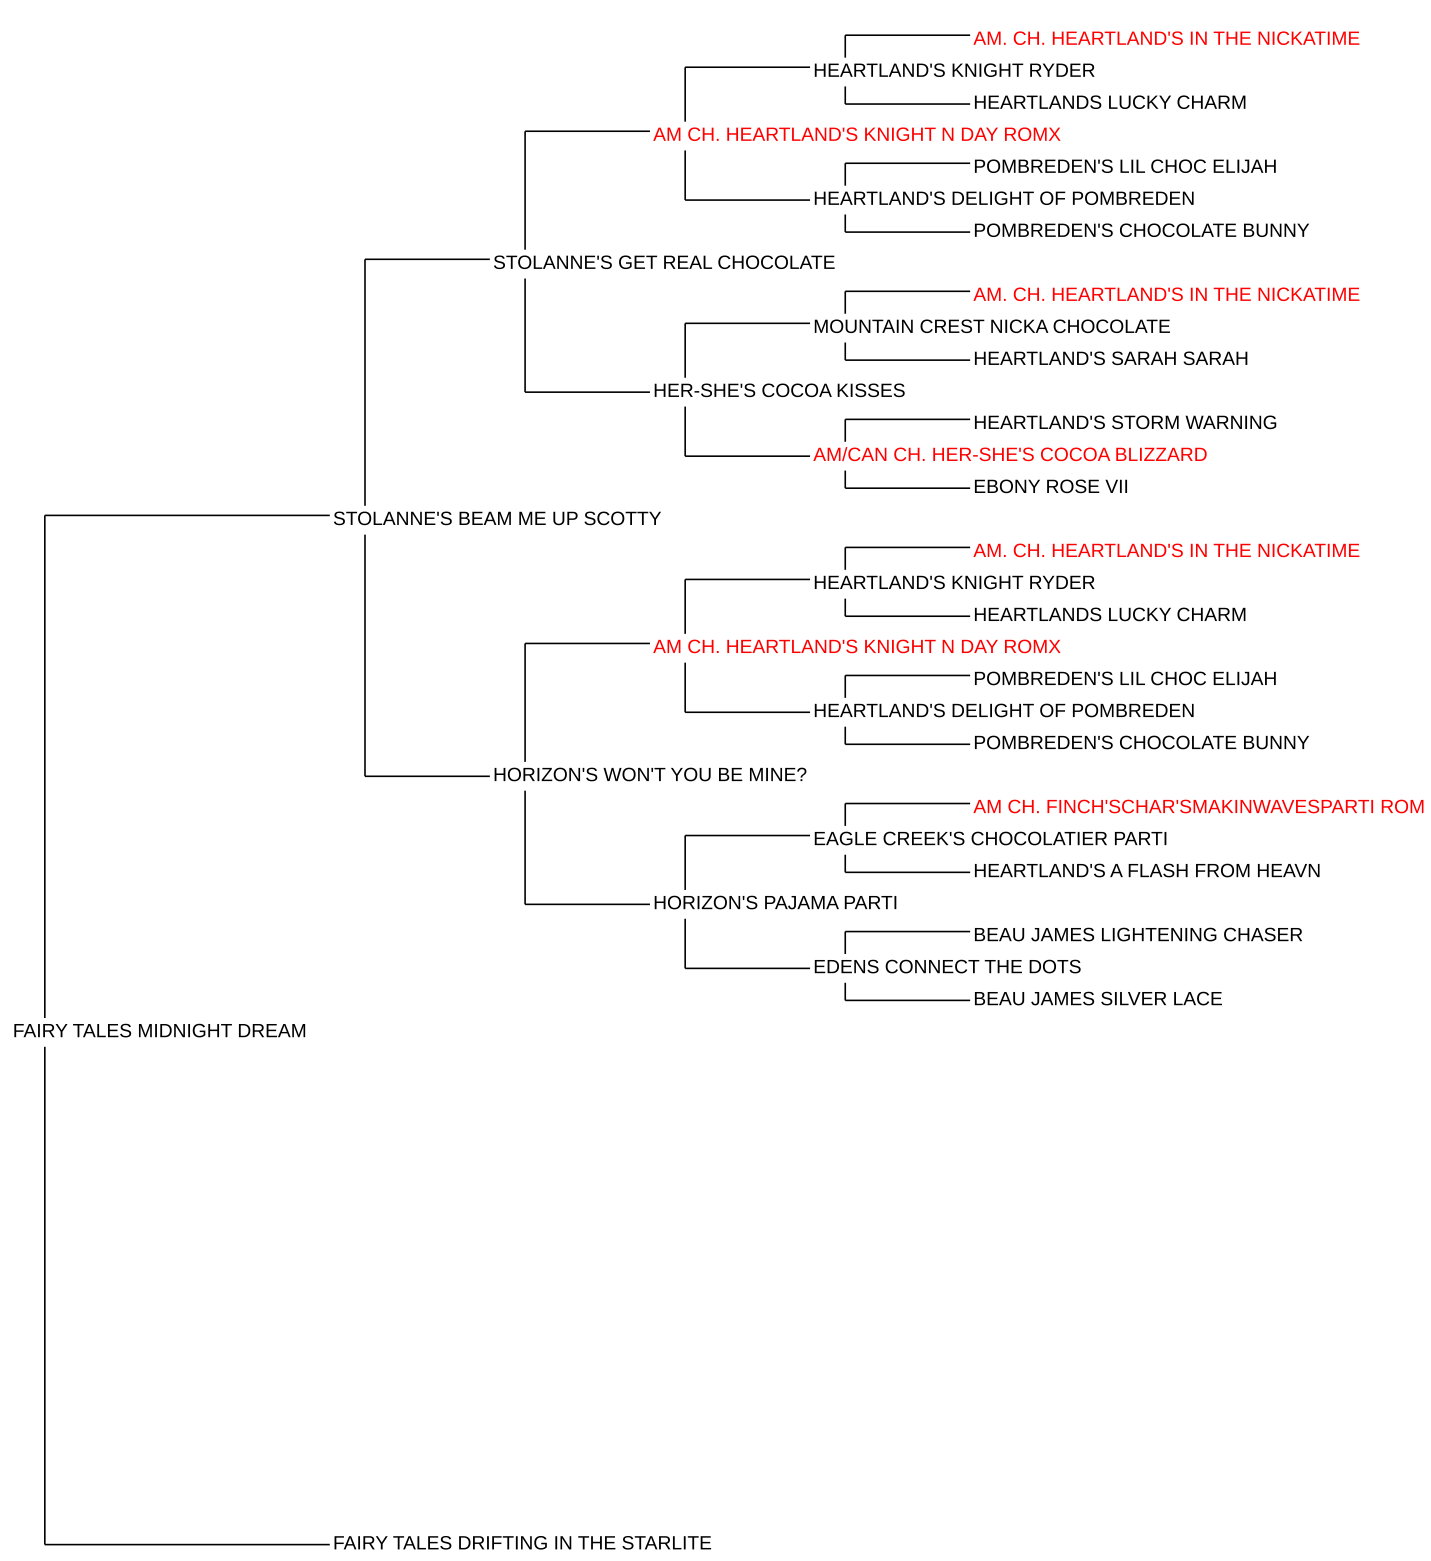 AM. CH. HEARTLAND'S IN THE NICKATIME
HEARTLAND'S KNIGHT RYDER
HEARTLANDS LUCKY CHARM
AM CH. HEARTLAND'S KNIGHT N DAY ROMX
POMBREDEN'S LIL CHOC ELIJAH
HEARTLAND'S DELIGHT OF POMBREDEN
POMBREDEN'S CHOCOLATE BUNNY
STOLANNE'S GET REAL CHOCOLATE
AM. CH. HEARTLAND'S IN THE NICKATIME
MOUNTAIN CREST NICKA CHOCOLATE
HEARTLAND'S SARAH SARAH
HER-SHE'S COCOA KISSES
HEARTLAND'S STORM WARNING
AM/CAN CH. HER-SHE'S COCOA BLIZZARD
EBONY ROSE VII
STOLANNE'S BEAM ME UP SCOTTY
AM. CH. HEARTLAND'S IN THE NICKATIME
HEARTLAND'S KNIGHT RYDER
HEARTLANDS LUCKY CHARM
AM CH. HEARTLAND'S KNIGHT N DAY ROMX
POMBREDEN'S LIL CHOC ELIJAH
HEARTLAND'S DELIGHT OF POMBREDEN
POMBREDEN'S CHOCOLATE BUNNY
HORIZON'S WON'T YOU BE MINE?
AM CH. FINCH'SCHAR'SMAKINWAVESPARTI ROM
EAGLE CREEK'S CHOCOLATIER PARTI
HEARTLAND'S A FLASH FROM HEAVN
HORIZON'S PAJAMA PARTI
BEAU JAMES LIGHTENING CHASER
EDENS CONNECT THE DOTS
BEAU JAMES SILVER LACE
FAIRY TALES MIDNIGHT DREAM
FAIRY TALES DRIFTING IN THE STARLITE